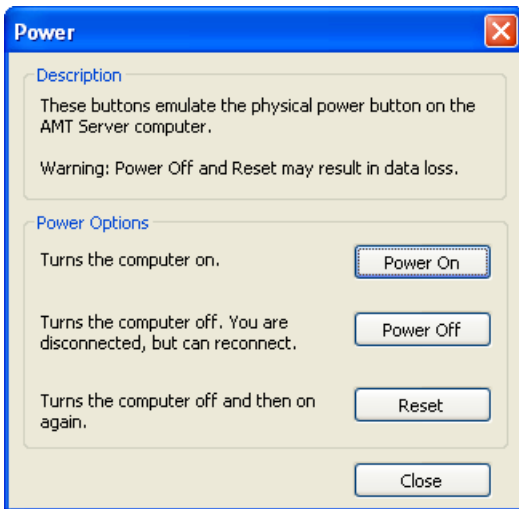 Power
Description
These buttons emulate the physical power button on the
AMT Server computer.
Warning: Power Off and Reset may result in data loss.
Power Options
Turns the computer on.
Power On
Turns the computer off. You are
disconnected, but can reconnect.
Power Off
Turns the computer off and then on
again.
Reset
Close